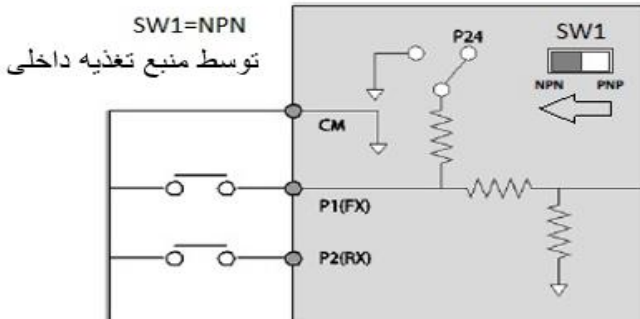 SW1=NPN
توسط منبع تغذیه داخلی
P24
SW1
NPN
PNP
CM
P1(FX)
P2(RX)